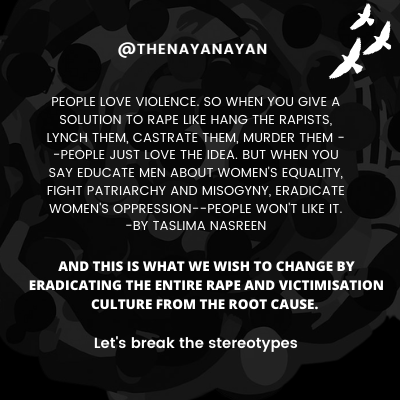 @THENAYANAYAN
PEOPLE LOVE VIOLENCE. SO WHEN YOU GIVE A
SOLUTION TO RAPE LIKE HANG THE RAPISTS,
LYNCH THEM, CASTRATE THEM, MURDER THEM -
-PEOPLE JUST LOVE THE IDEA. BUT WHEN YOU
SAY EDUCATE MEN ABOUT WOMEN'S EQUALITY,
FIGHT PATRIARCHY AND MISOGYNY, ERADICATE
WOMEN'S OPPRESSION--PEOPLE WON'T LIKE IT.
-BY TASLIMA NASREEN
AND THIS IS WHAT WE WISH TO CHANGE BY
ERADICATING THE ENTIRE RAPE AND VICTIMISATION
CULTURE FROM THE ROOT CAUSE.
Let's break the stereotypes